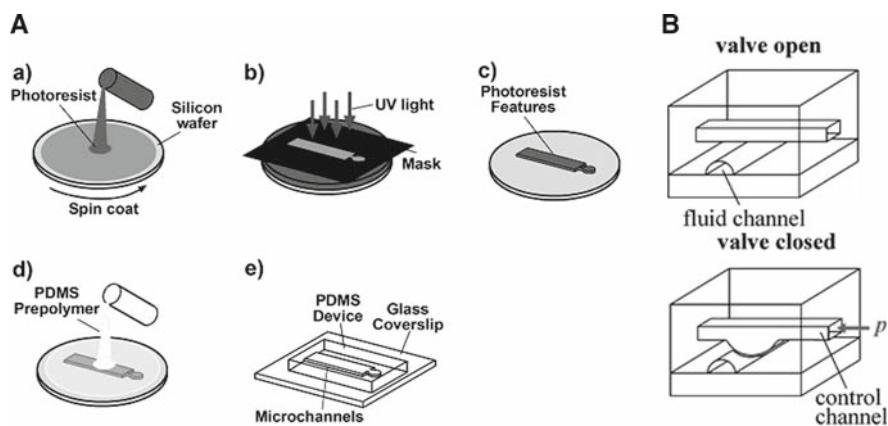 A
a)
Photoresist
Silicon
wafer
Spin coat
b)
UV light
Mask
c)
Photoresist
Features
d)
PDMS
Prepolymer
e)
PDMS
Device
Glass
Coverslip
Microchannels
B
valve open
fluid channel
valve closed
p
control
channel